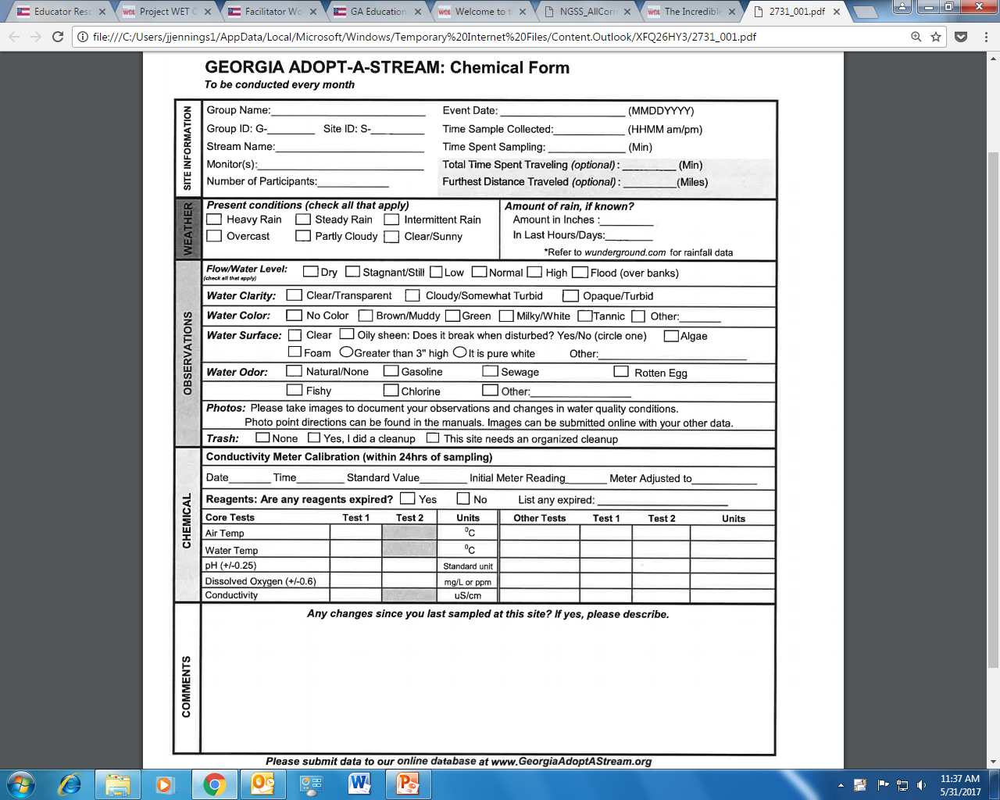 Educator Reso
Project WET C
Facilitator Wo
GA Education
Welcome to t
NGSS_AllCorr
The Incredible
2731_001.pdf
file:///C:/Users/jjennings1/AppData/Local/Microsoft/Windows/Temporary%20Internet%20Files/Content.Outlook/XFQ26HY3/2731_001.pdf
GEORGIA ADOPT-A-STREAM: Chemical Form
To be conducted every month
SITE INFORMATION
Group Name: Event Date: (MMDDYYYY)
Group ID: G- Site ID: S- Time Sample Collected: (HHMM am/pm)
Stream Name: Time Spent Sampling: (Min)
Monitor(s): Total Time Spent Traveling (optional) : (Min)
Number of Participants: Furthest Distance Traveled (optional) : (Miles)
WEATHER
Present conditions (check all that apply) Amount of rain, if known?
Heavy Rain Steady Rain Intermittent Rain Amount in Inches :
Overcast Partly Cloudy Clear/Sunny In Last Hours/Days:
*Refer to wunderground.com for rainfall data
OBSERVATIONS
Flow/Water Level: Dry Stagnant/Still Low Normal High Flood (over banks)
(check all that apply)
Water Clarity: Clear/Transparent Cloudy/Somewhat Turbid Opaque/Turbid
Water Color: No Color Brown/Muddy Green Milky/White Tannic Other:
Water Surface: Clear Oily sheen: Does it break when disturbed? Yes/No (circle one) Algae
Foam Greater than 3" high It is pure white Other:
Water Odor: Natural/None Gasoline Sewage Rotten Egg
Fishy Chlorine Other:
Photos: Please take images to document your observations and changes in water quality conditions.
Photo point directions can be found in the manuals. Images can be submitted online with your other data.
Trash: None Yes, I did a cleanup This site needs an organized cleanup
CHEMICAL
Conductivity Meter Calibration (within 24hrs of sampling)
Date Time Standard Value Initial Meter Reading Meter Adjusted to
Reagents: Are any reagents expired? Yes No List any expired:
Core Tests Test 1 Test 2 Units Other Tests Test 1 Test 2 Units
Air Temp ⁰C
Water Temp ⁰C
pH (+/-0.25) Standard unit
Dissolved Oxygen (+/-0.6) mg/L or ppm
Conductivity uS/cm
COMMENTS
Any changes since you last sampled at this site? If yes, please describe.
Please submit data to our online database at www.GeorgiaAdoptAStream.org
11:37 AM
5/31/2017